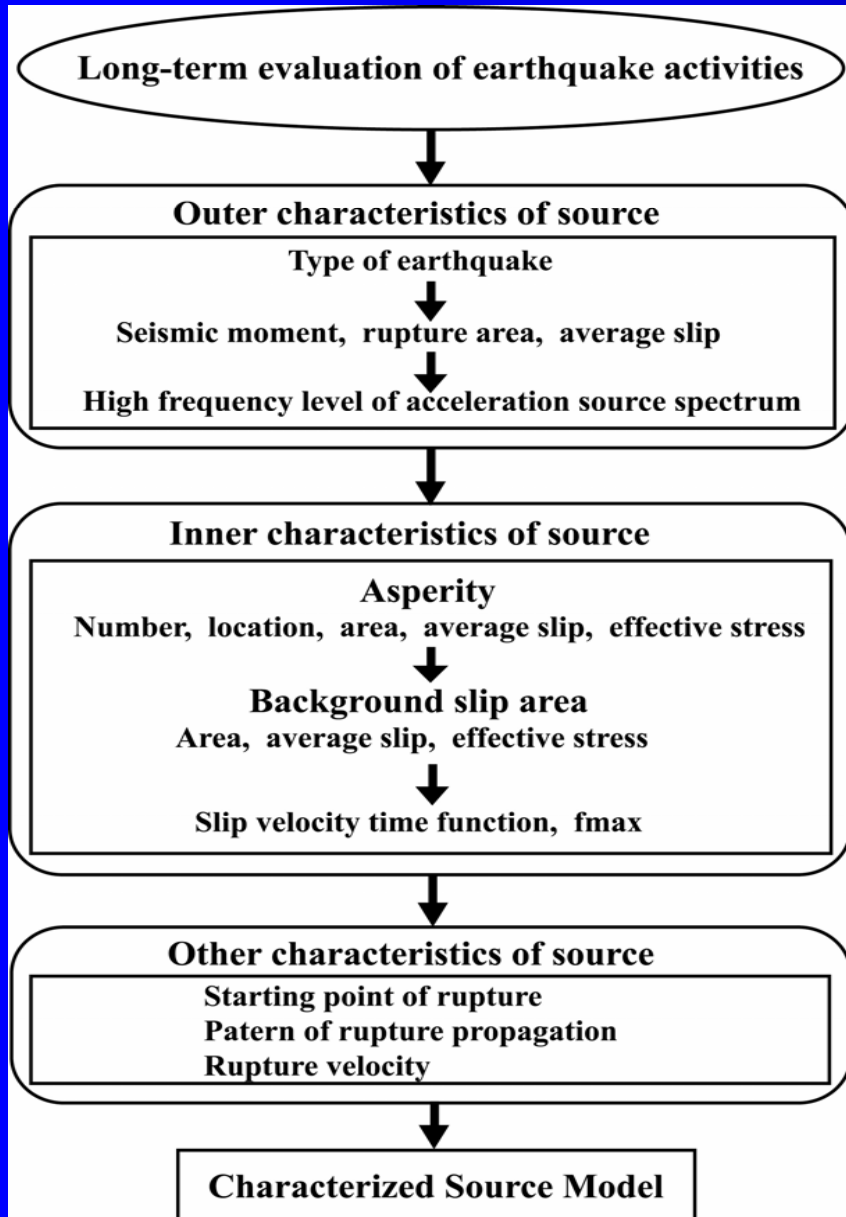 Long-term evaluation of earthquake activities
Outer characteristics of source
Type of earthquake
Seismic moment, rupture area, average slip
High frequency level of acceleration source spectrum
Inner characteristics of source
Asperity
Number, location, area, average slip, effective stress
Background slip area
Area, average slip, effective stress
Slip velocity time function, fmax
Other characteristics of source
Starting point of rupture
Patern of rupture propagation
Rupture velocity
Characterized Source Model